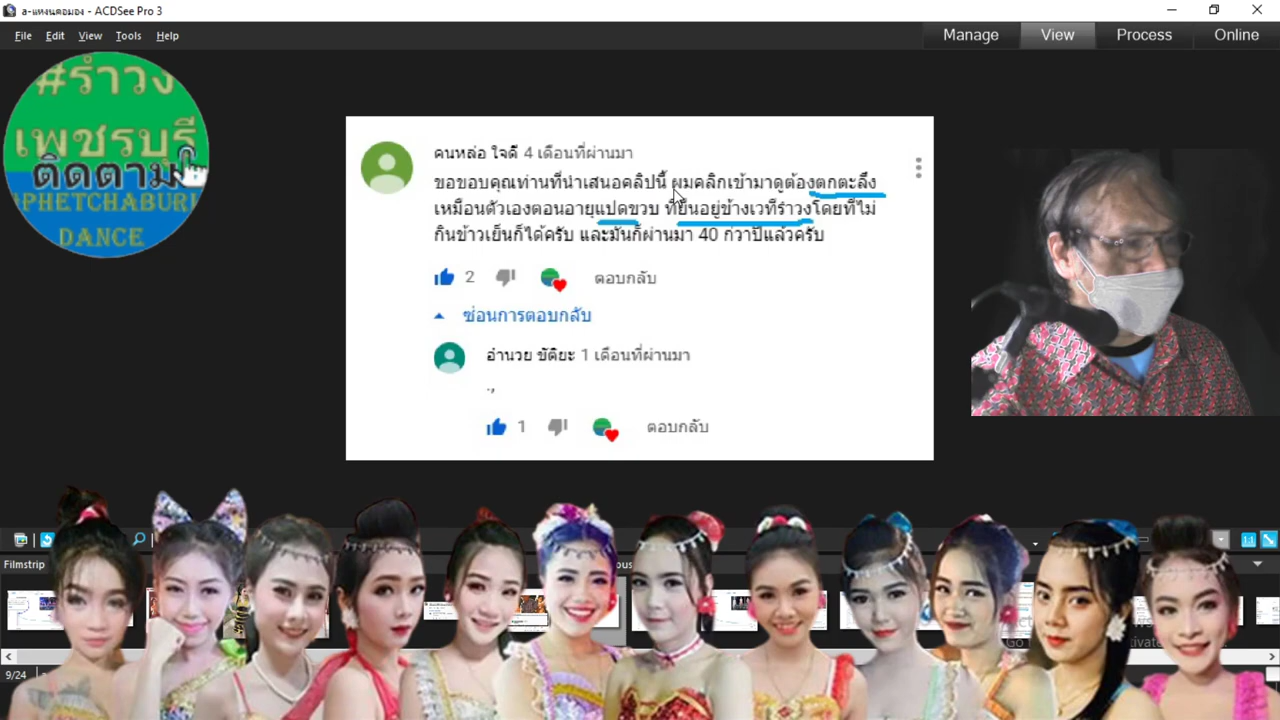 a-แหงนคอมอง - ACDSee Pro 3
File Edit View Tools Help
Manage View Process Online
#รำวง
เพชรบุรี
ติดตาม
#PHETCHABURI
DANCE
คนหล่อ ใจดี 4 เดือนที่ผ่านมา
ขอขอบคุณท่านที่นำเสนอคลิปนี้ ผมคลิกเข้ามาดูต้องตกตะลึง
เหมือนตัวเองตอนอายุแปดขวบ ที่ยืนอยู่ข้างเวทีรำวงโดยที่ไม่
กินข้าวเย็นก็ได้ครับ และมันก็ผ่านมา 40 กว่าปีแล้วครับ
2 ตอบกลับ
ซ่อนการตอบกลับ
อำนวย ขัติยะ 1 เดือนที่ผ่านมา
.,
1 ตอบกลับ
Filmstrip
9/24